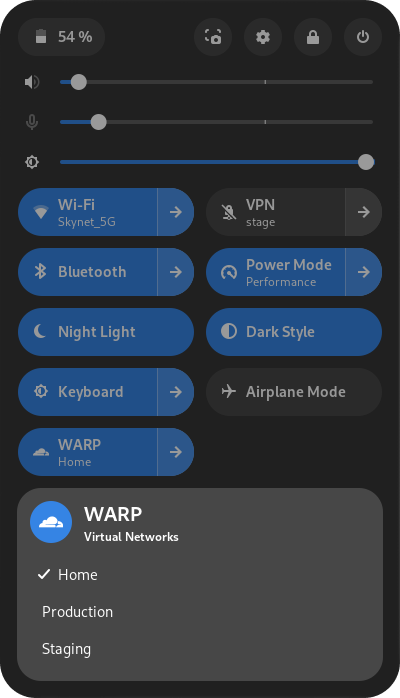 54 %
Wi-Fi
Skynet_5G
VPN
stage
Bluetooth
Power Mode
Performance
Night Light
Dark Style
Keyboard
Airplane Mode
WARP
Home
WARP
Virtual Networks
Home
Production
Staging